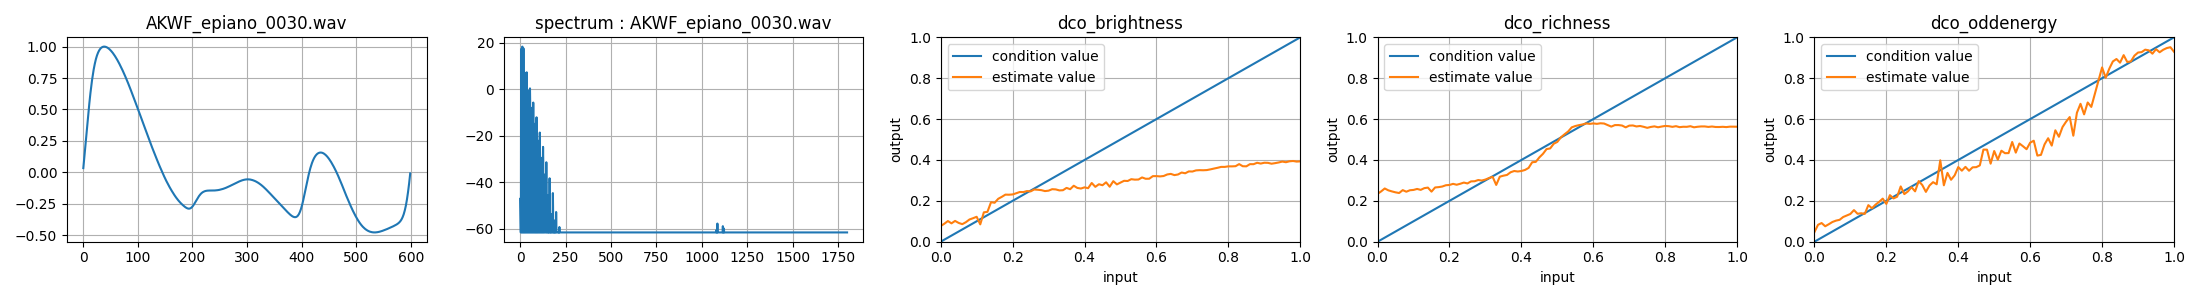 AKWF_epiano_0030.wav
1.00
0.75
0.50
0.25
0.00
−0.25
−0.50
0 100 200 300 400 500 600
spectrum : AKWF_epiano_0030.wav
20
0
−20
−40
−60
0 250 500 750 1000 1250 1500 1750
dco_brightness
condition value
estimate value
output
1.0
0.8
0.6
0.4
0.2
0.0
0.0 0.2 0.4 0.6 0.8 1.0
input
dco_richness
condition value
estimate value
output
1.0
0.8
0.6
0.4
0.2
0.0
0.0 0.2 0.4 0.6 0.8 1.0
input
dco_oddenergy
condition value
estimate value
output
1.0
0.8
0.6
0.4
0.2
0.0
0.0 0.2 0.4 0.6 0.8 1.0
input